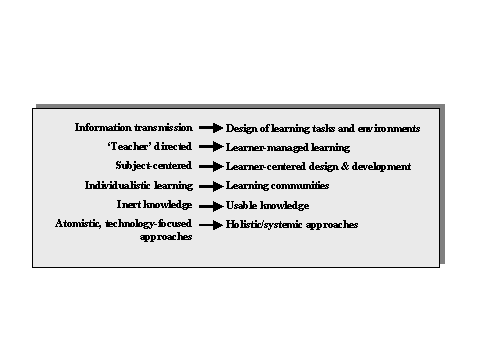 Information transmission Design of learning tasks and environments
‘Teacher’ directed Learner-managed learning
Subject-centered Learner-centered design & development
Individualistic learning Learning communities
Inert knowledge Usable knowledge
Atomistic, technology-focused Holistic/systemic approaches
approaches